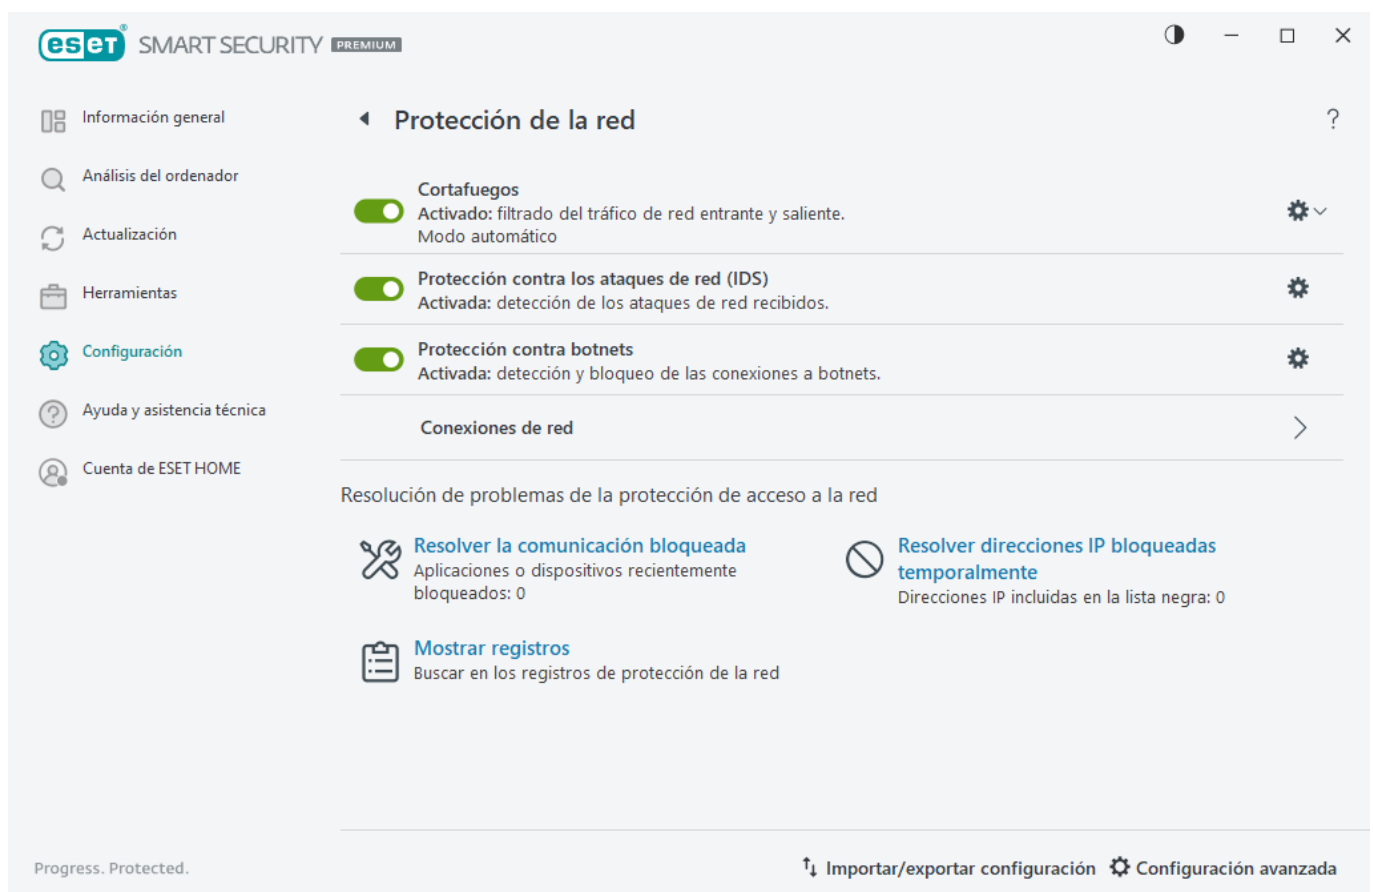 eset® SMART SECURITY PREMIUM
Información general
Análisis del ordenador
Actualización
Herramientas
Configuración
Ayuda y asistencia técnica
Cuenta de ESET HOME
Protección de la red
?
Cortafuegos
Activado: filtrado del tráfico de red entrante y saliente.
Modo automático
Protección contra los ataques de red (IDS)
Activada: detección de los ataques de red recibidos.
Protección contra botnets
Activada: detección y bloqueo de las conexiones a botnets.
Conexiones de red
Resolución de problemas de la protección de acceso a la red
Resolver la comunicación bloqueada
Aplicaciones o dispositivos recientemente
bloqueados: 0
Resolver direcciones IP bloqueadas
temporalmente
Direcciones IP incluidas en la lista negra: 0
Mostrar registros
Buscar en los registros de protección de la red
Progress. Protected.
Importar/exportar configuración
Configuración avanzada